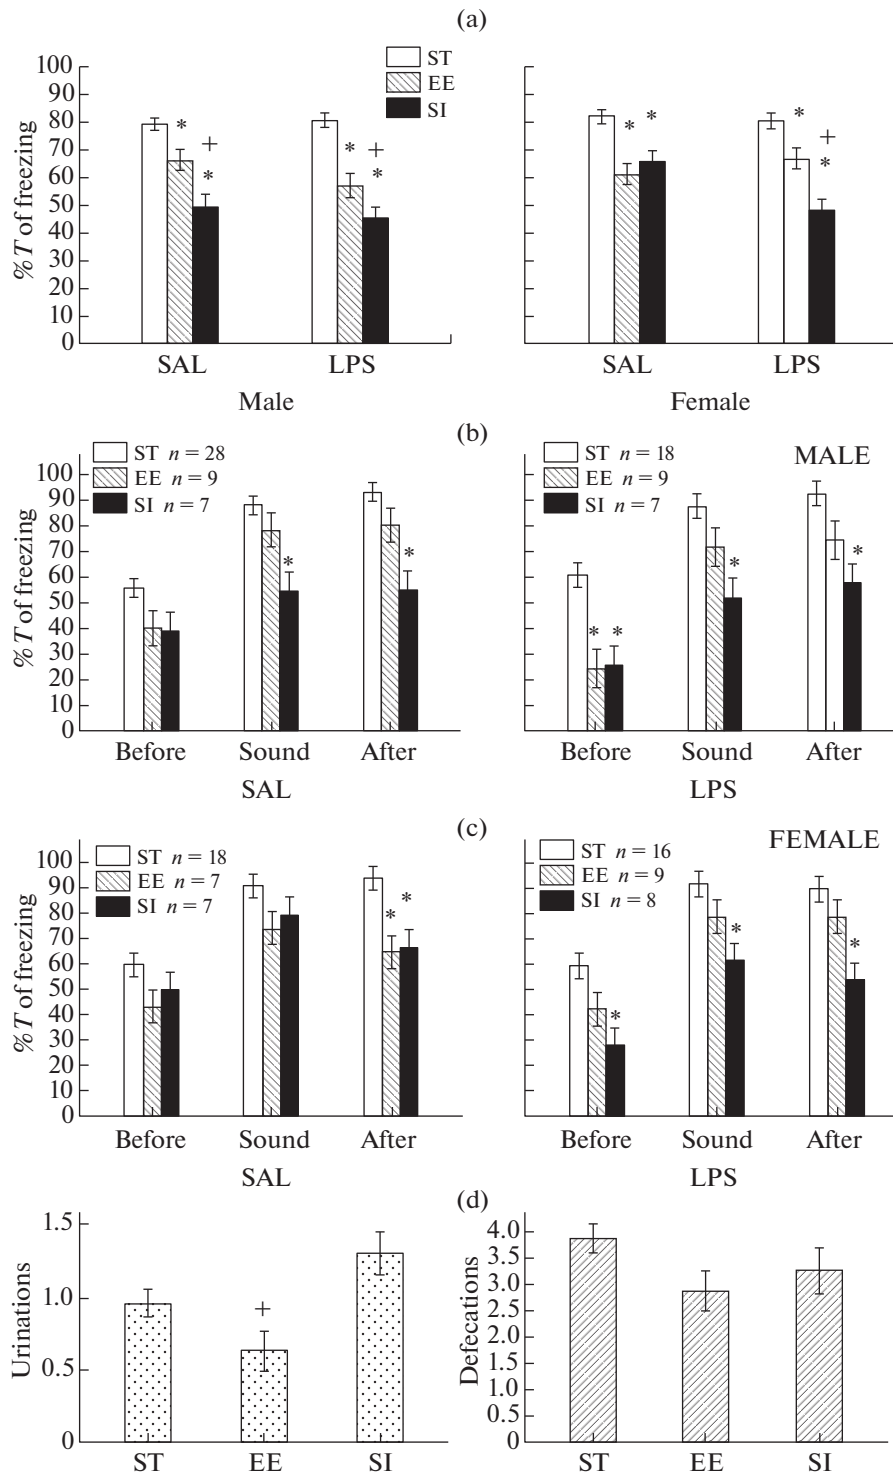 (a)
100
90
80
70
60
50
40
30
20
10
0
%T of freezing
ST
EE
SI
*
+
*
*
+
*
SAL
LPS
Male
*
*
*
+
*
SAL
LPS
Female
(b)
100
90
80
70
60
50
40
30
20
10
0
%T of freezing
ST n = 28
EE n = 9
SI n = 7
*
*
Before
Sound
After
SAL
ST n = 18
EE n = 9
SI n = 7
MALE
*
*
*
*
Before
Sound
After
LPS
(c)
100
90
80
70
60
50
40
30
20
10
0
%T of freezing
ST n = 18
EE n = 7
SI n = 7
*
*
Before
Sound
After
SAL
FEMALE
ST n = 16
EE n = 9
SI n = 8
*
*
*
Before
Sound
After
LPS
(d)
1.5
1.0
0.5
0
Urinations
+
ST
EE
SI
4.0
3.5
3.0
2.5
2.0
1.5
1.0
0.5
0
Defecations
ST
EE
SI